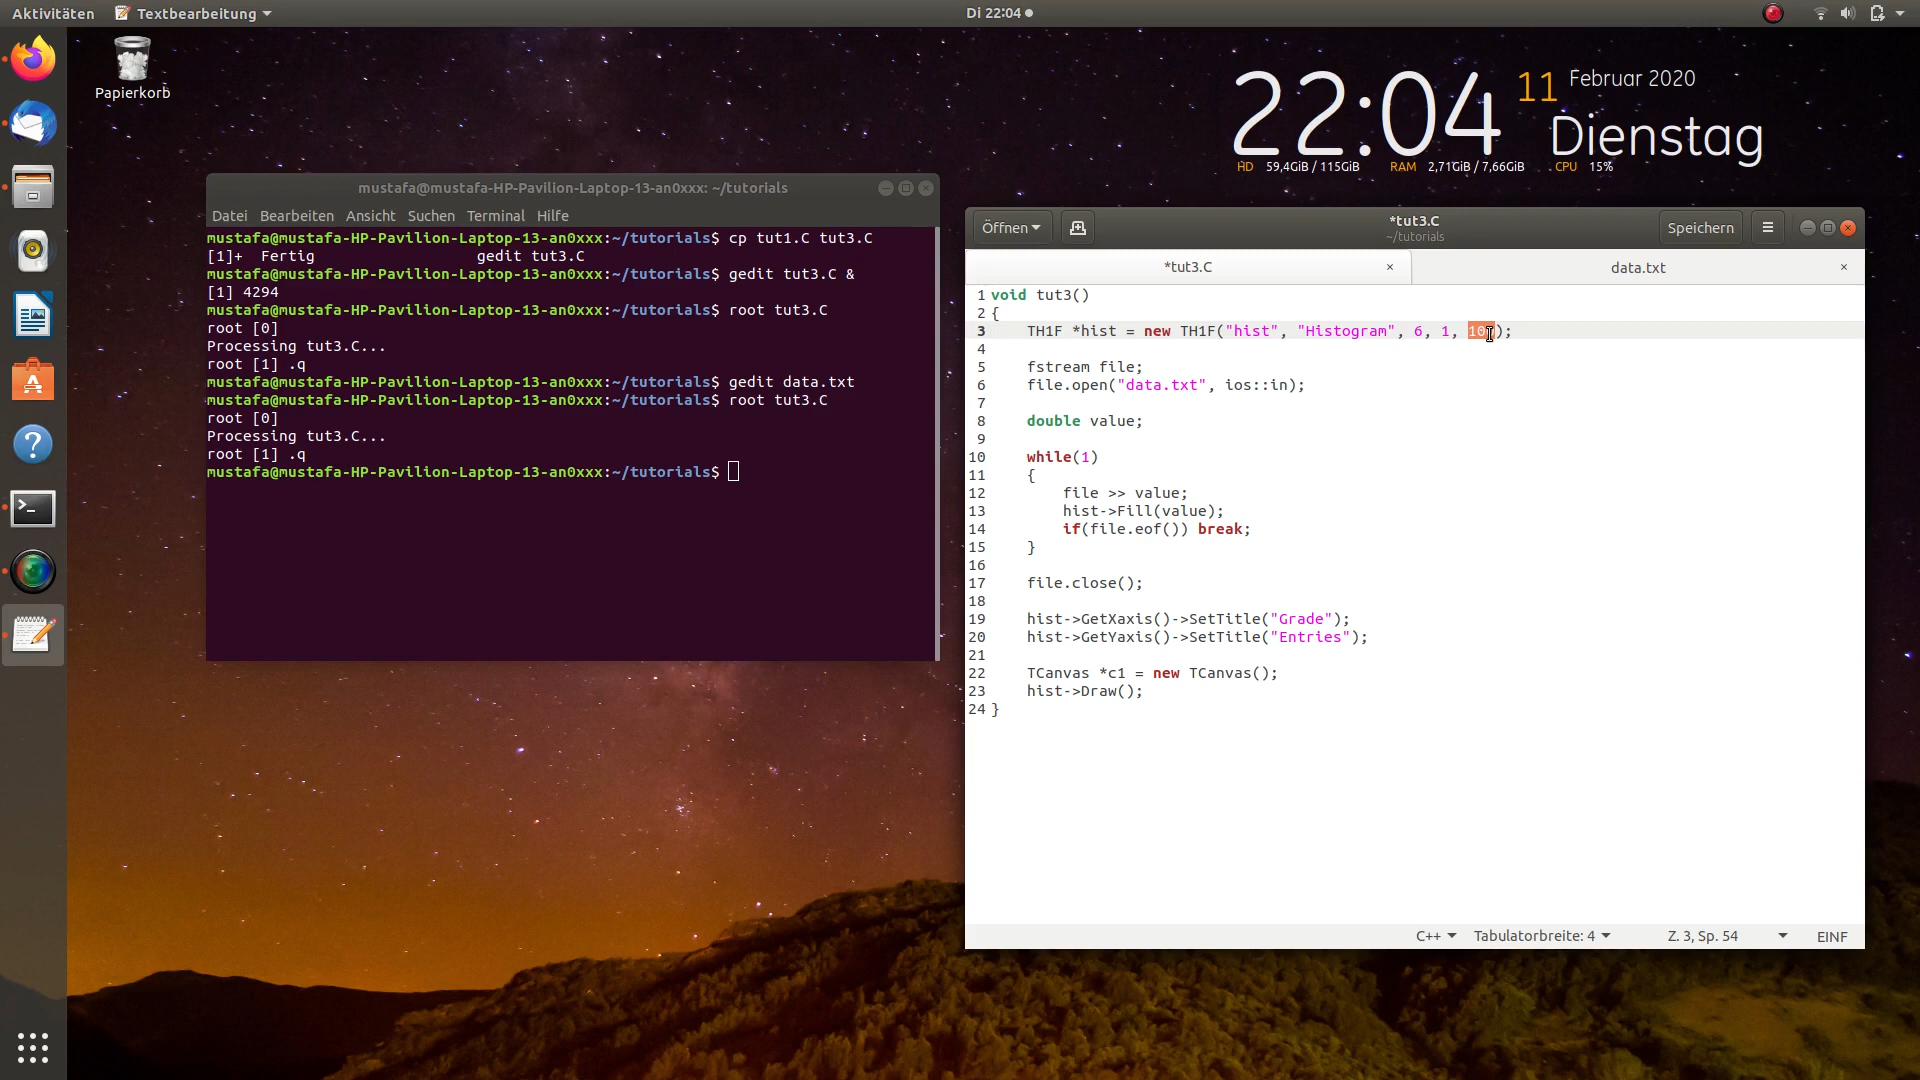 Aktivitäten
Textbearbeitung
Di 22:04
Papierkorb
22:04
11
Februar 2020
Dienstag
HD 59,4GiB / 115GiB RAM 2,71GiB / 7,66GiB CPU 15%
mustafa@mustafa-HP-Pavilion-Laptop-13-an0xxx: ~/tutorials
Datei Bearbeiten Ansicht Suchen Terminal Hilfe
mustafa@mustafa-HP-Pavilion-Laptop-13-an0xxx:~/tutorials$ cp tut1.C tut3.C
[1]+ Fertig gedit tut3.C
mustafa@mustafa-HP-Pavilion-Laptop-13-an0xxx:~/tutorials$ gedit tut3.C &
[1] 4294
mustafa@mustafa-HP-Pavilion-Laptop-13-an0xxx:~/tutorials$ root tut3.C
root [0]
Processing tut3.C...
root [1] .q
mustafa@mustafa-HP-Pavilion-Laptop-13-an0xxx:~/tutorials$ gedit data.txt
mustafa@mustafa-HP-Pavilion-Laptop-13-an0xxx:~/tutorials$ root tut3.C
root [0]
Processing tut3.C...
root [1] .q
mustafa@mustafa-HP-Pavilion-Laptop-13-an0xxx:~/tutorials$
Öffnen
*tut3.C
~/tutorials
Speichern
*tut3.C
data.txt
1 void tut3()
2 {
3 TH1F *hist = new TH1F("hist", "Histogram", 6, 1, );
4
5 fstream file;
6 file.open("data.txt", ios::in);
7
8 double value;
9
10 while(1)
11 {
12 file >> value;
13 hist->Fill(value);
14 if(file.eof()) break;
15 }
16
17 file.close();
18
19 hist->GetXaxis()->SetTitle("Grade");
20 hist->GetYaxis()->SetTitle("Entries");
21
22 TCanvas *c1 = new TCanvas();
23 hist->Draw();
24 }
C++ Tabulatorbreite: 4 Z. 3, Sp. 54 EINF